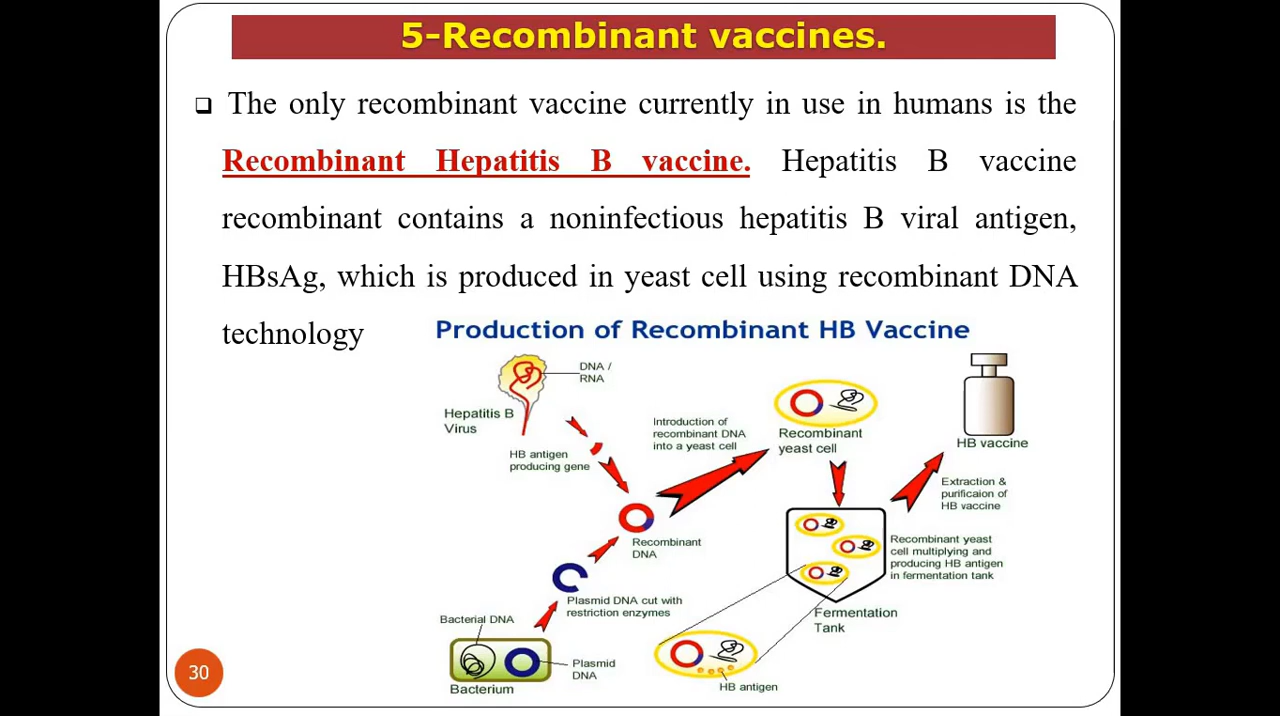 5-Recombinant vaccines.
The only recombinant vaccine currently in use in humans is the
Recombinant Hepatitis B vaccine. Hepatitis B vaccine
recombinant contains a noninfectious hepatitis B viral antigen,
HBsAg, which is produced in yeast cell using recombinant DNA
technology
Production of Recombinant HB Vaccine
DNA /
RNA
Hepatitis B
Virus
HB antigen
producing gene
Introduction of
recombinant DNA
into a yeast cell
Recombinant
yeast cell
HB vaccine
Extraction &
purificaion of
HB vaccine
Recombinant
DNA
Recombinant yeast
cell multiplying and
producing HB antigen
in fermentation tank
Plasmid DNA cut with
restriction enzymes
Fermentation
Tank
Bacterial DNA
Plasmid
DNA
Bacterium
HB antigen
30